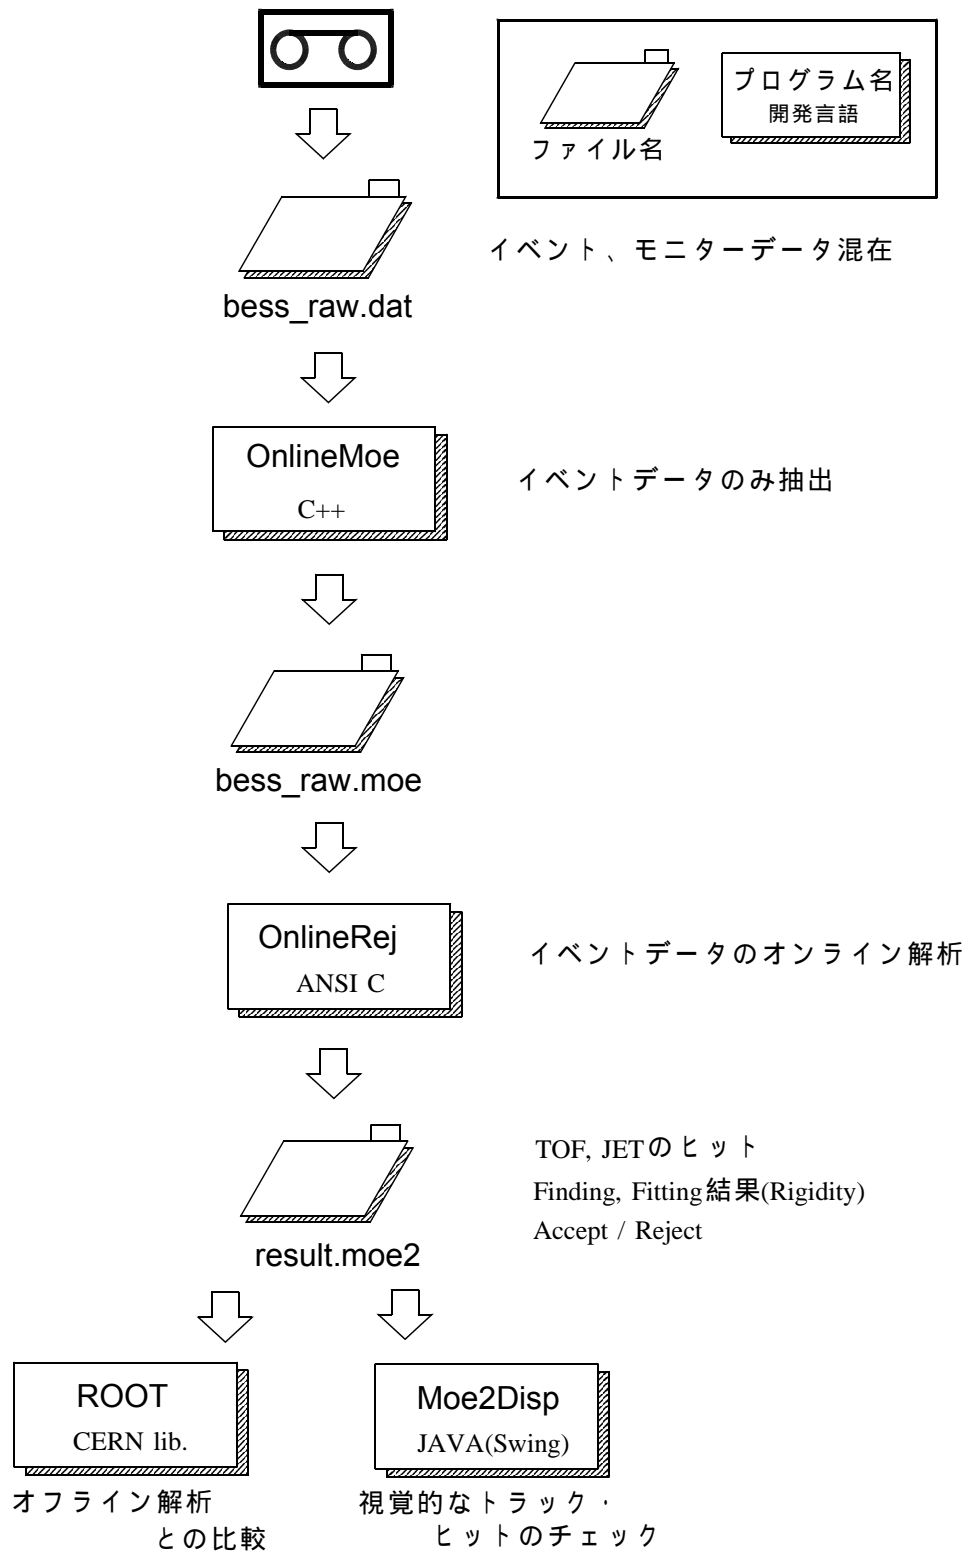 プログラム名
開発言語
ファイル名
イベント、モニターデータ混在
bess_raw.dat
OnlineMoe
C++
イベントデータのみ抽出
bess_raw.moe
OnlineRej
ANSI C
イベントデータのオンライン解析
TOF, JETのヒット
Finding, Fitting結果(Rigidity)
Accept / Reject
result.moe2
ROOT
CERN lib.
オフライン解析
との比較
Moe2Disp
JAVA(Swing)
視覚的なトラック・
ヒットのチェック